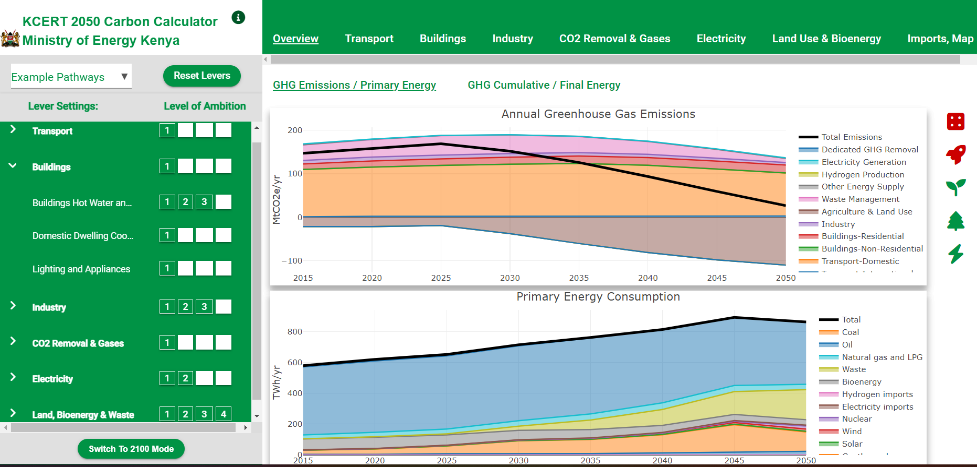 KCERT 2050 Carbon Calculator
Ministry of Energy Kenya
Overview Transport Buildings Industry CO2 Removal & Gases Electricity Land Use & Bioenergy Imports, Map
Example Pathways
Reset Levers
Lever Settings: Level of Ambition
Transport 1
Buildings 1
Buildings Hot Water an... 1 2 3
Domestic Dwelling Coo... 1
Lighting and Appliances 1
Industry 1 2 3
CO2 Removal & Gases 1
Electricity 1 2
Land, Bioenergy & Waste 1 2 3 4
Switch To 2100 Mode
GHG Emissions / Primary Energy GHG Cumulative / Final Energy
Annual Greenhouse Gas Emissions
MtCO2e/yr
200
100
0
−100
2015 2020 2025 2030 2035 2040 2045 2050
Total Emissions
Dedicated GHG Removal
Electricity Generation
Hydrogen Production
Other Energy Supply
Waste Management
Agriculture & Land Use
Industry
Buildings-Residential
Buildings-Non-Residential
Transport-Domestic
Primary Energy Consumption
TWh/yr
800
600
400
200
0
2015 2020 2025 2030 2035 2040 2045 2050
Total
Coal
Oil
Natural gas and LPG
Waste
Bioenergy
Hydrogen imports
Electricity imports
Nuclear
Wind
Solar